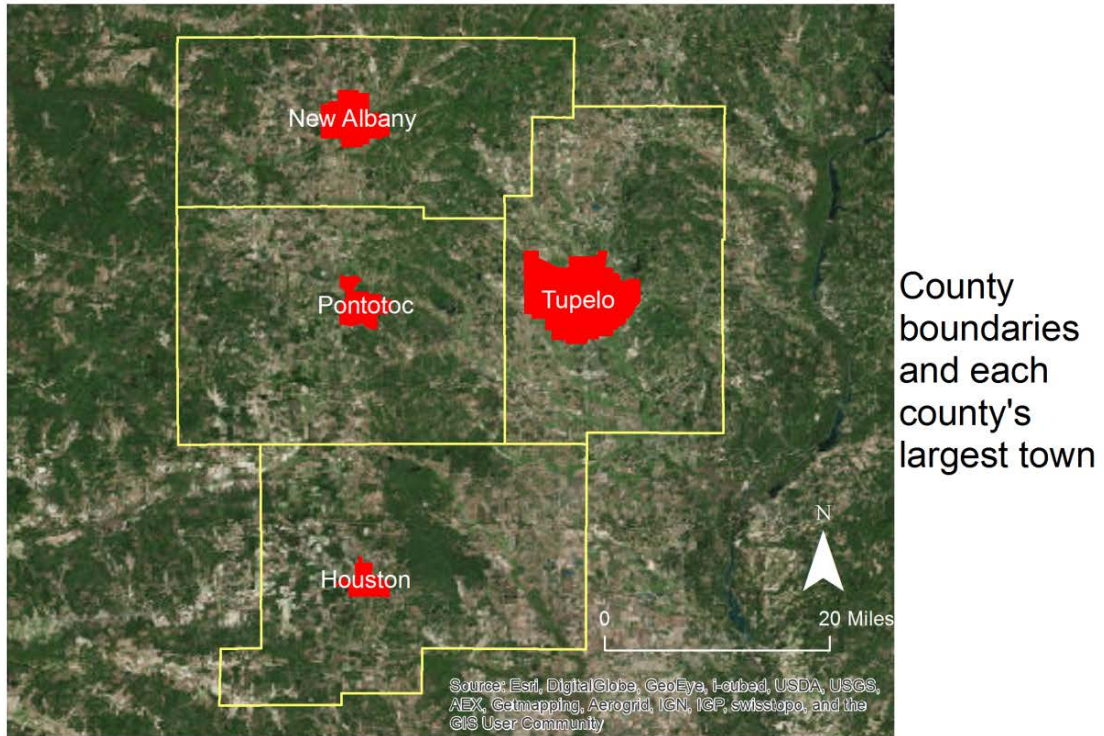 New Albany
Pontotoc
Tupelo
Houston
County
boundaries
and each
county's
largest town
N
0
20 Miles
Source: Esri, DigitalGlobe, GeoEye, i-cubed, USDA, USGS,
AEX, Getmapping, Aerogrid, IGN, IGP, swisstopo, and the
GIS User Community